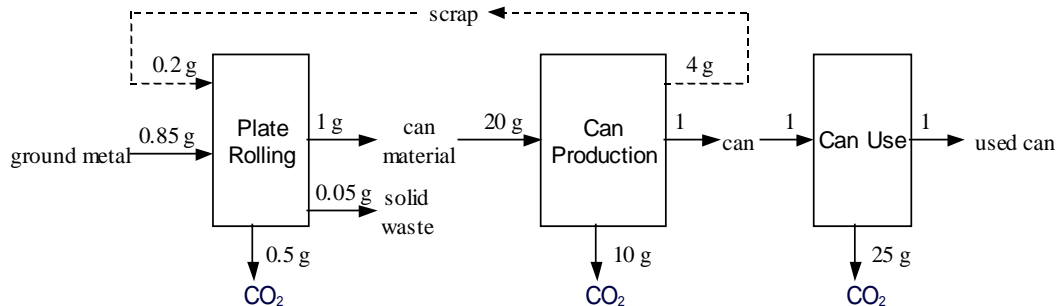 scrap
0.2 g
4 g
0.85 g
ground metal
Plate
Rolling
1 g
can
material
0.05 g
solid
waste
0.5 g
CO₂
20 g
Can
Production
1
can
10 g
CO₂
1
Can Use
1
used can
25 g
CO₂